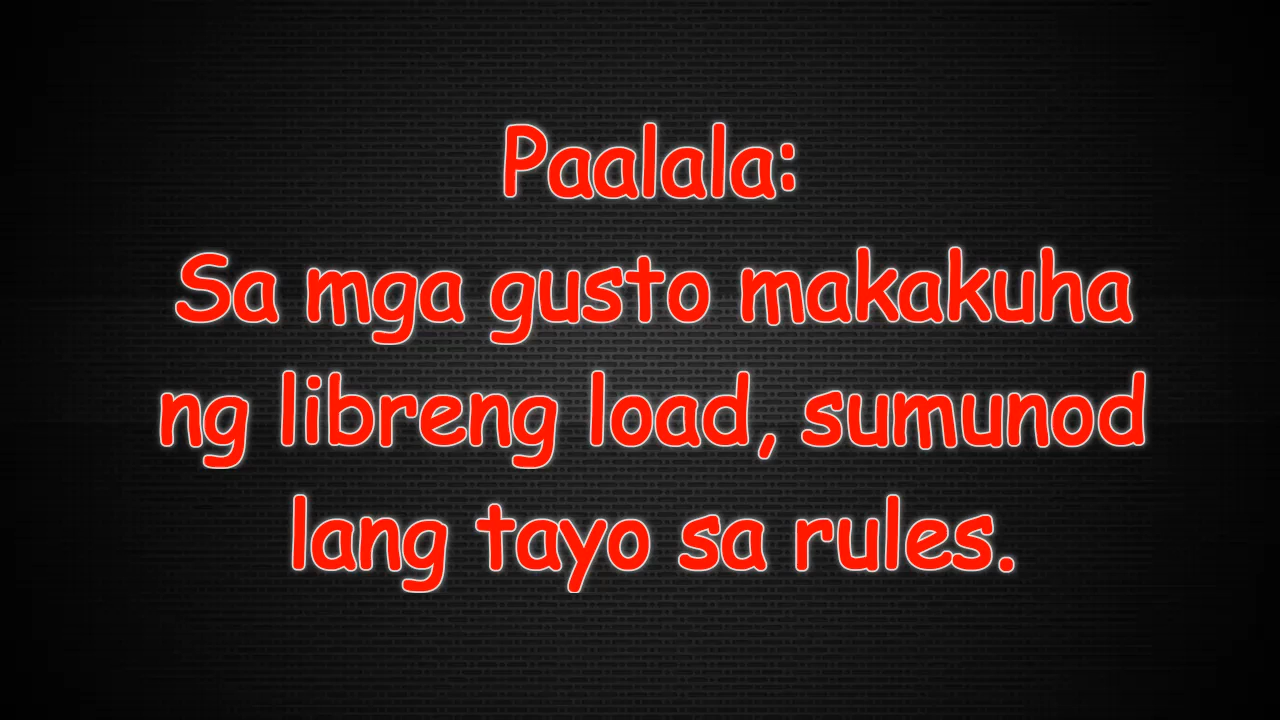 Paalala:
Sa mga gusto makakuha
ng libreng load, sumunod
lang tayo sa rules.